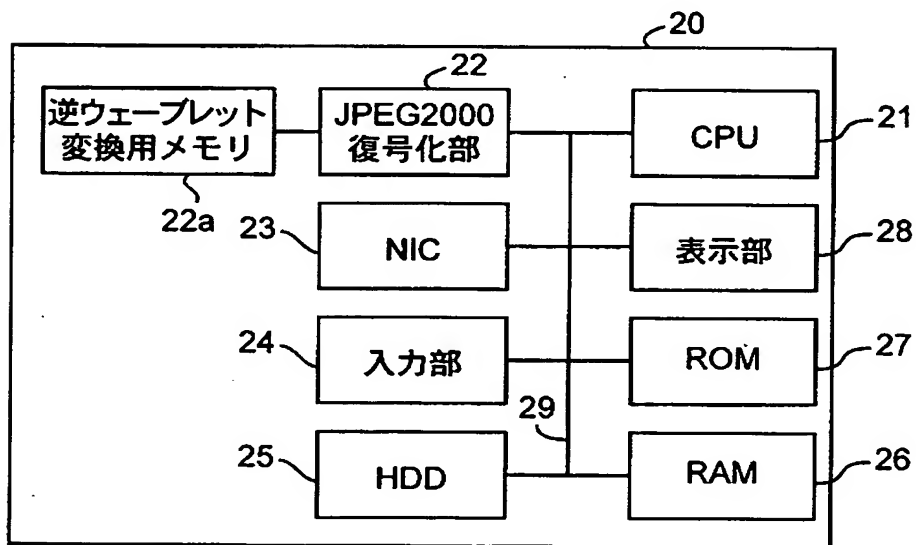 20
逆ウェーブレット
変換用メモリ
22a
22
JPEG2000
復号化部
CPU
21
23
NIC
表示部
28
24
入力部
ROM
27
29
25
HDD
RAM
26